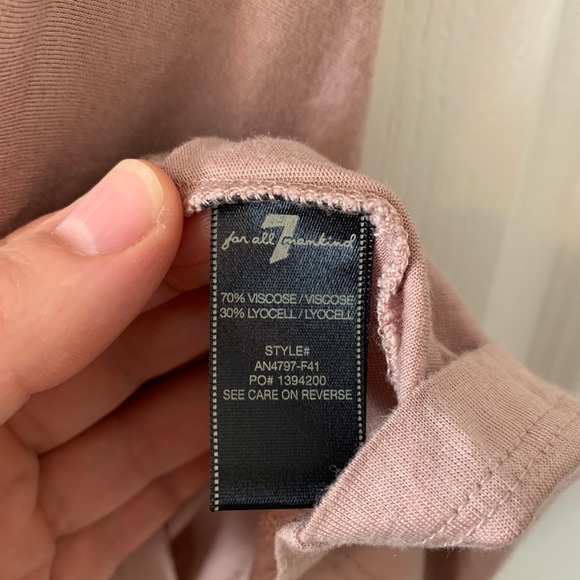 7
for all mankind
70% VISCOSE / VISCOSE
30% LYOCELL / LYOCELL
STYLE#
AN4797-F41
PO# 1394200
SEE CARE ON REVERSE